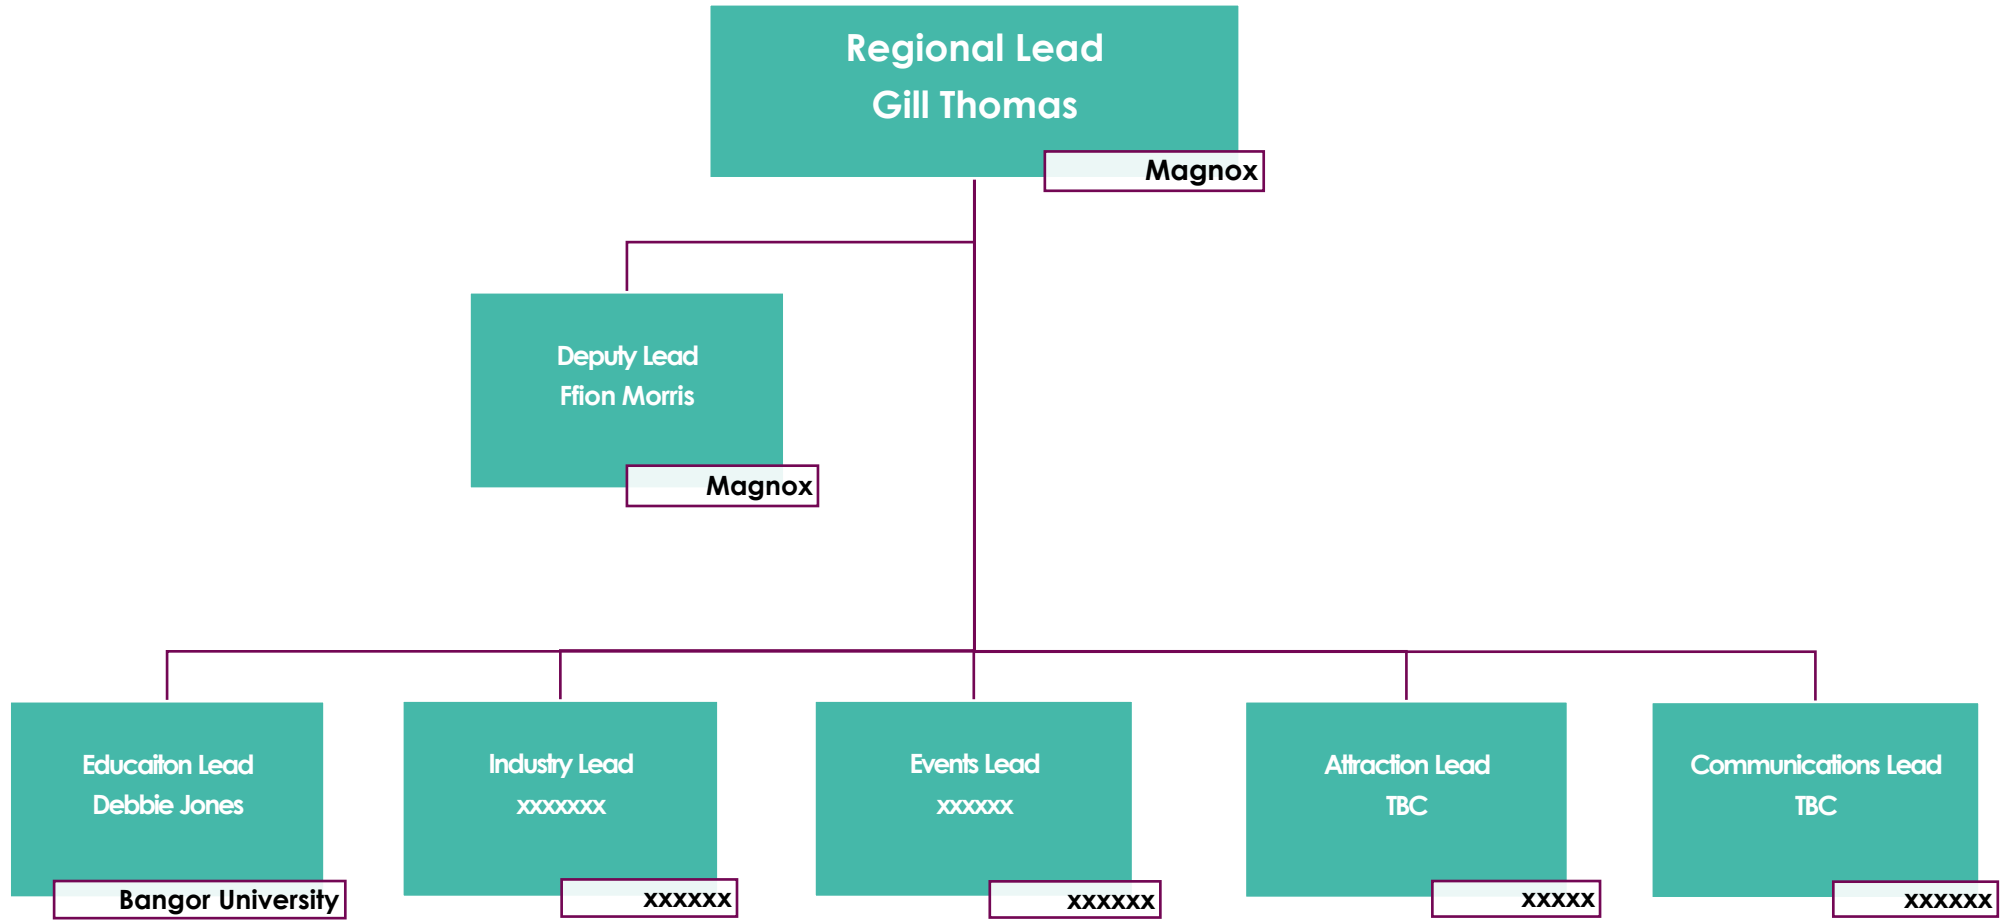 Regional Lead
Gill Thomas
Magnox
Deputy Lead
Ffion Morris
Magnox
Educaiton Lead
Debbie Jones
Bangor University
Industry Lead
xxxxxxx
xxxxxx
Events Lead
xxxxxx
xxxxxx
Attraction Lead
TBC
xxxxx
Communications Lead
TBC
xxxxxx